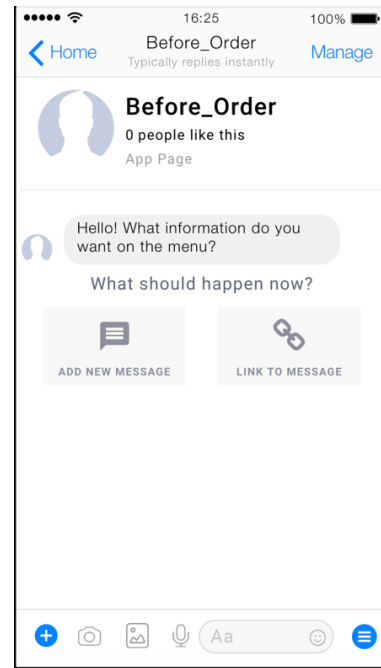 16:25
100%
Home
Before_Order
Typically replies instantly
Manage
Before_Order
0 people like this
App Page
Hello! What information do you
want on the menu?
What should happen now?
ADD NEW MESSAGE
LINK TO MESSAGE
Aa